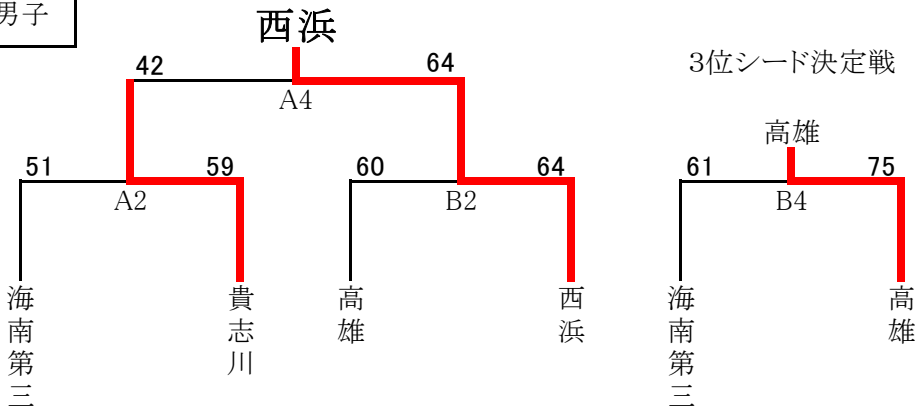 男子
西浜
3位シード決定戦
42
64
A4
高雄
51
59
60
64
61
75
A2
B2
B4
海南第三
貴志川
高雄
西浜
海南第三
高雄